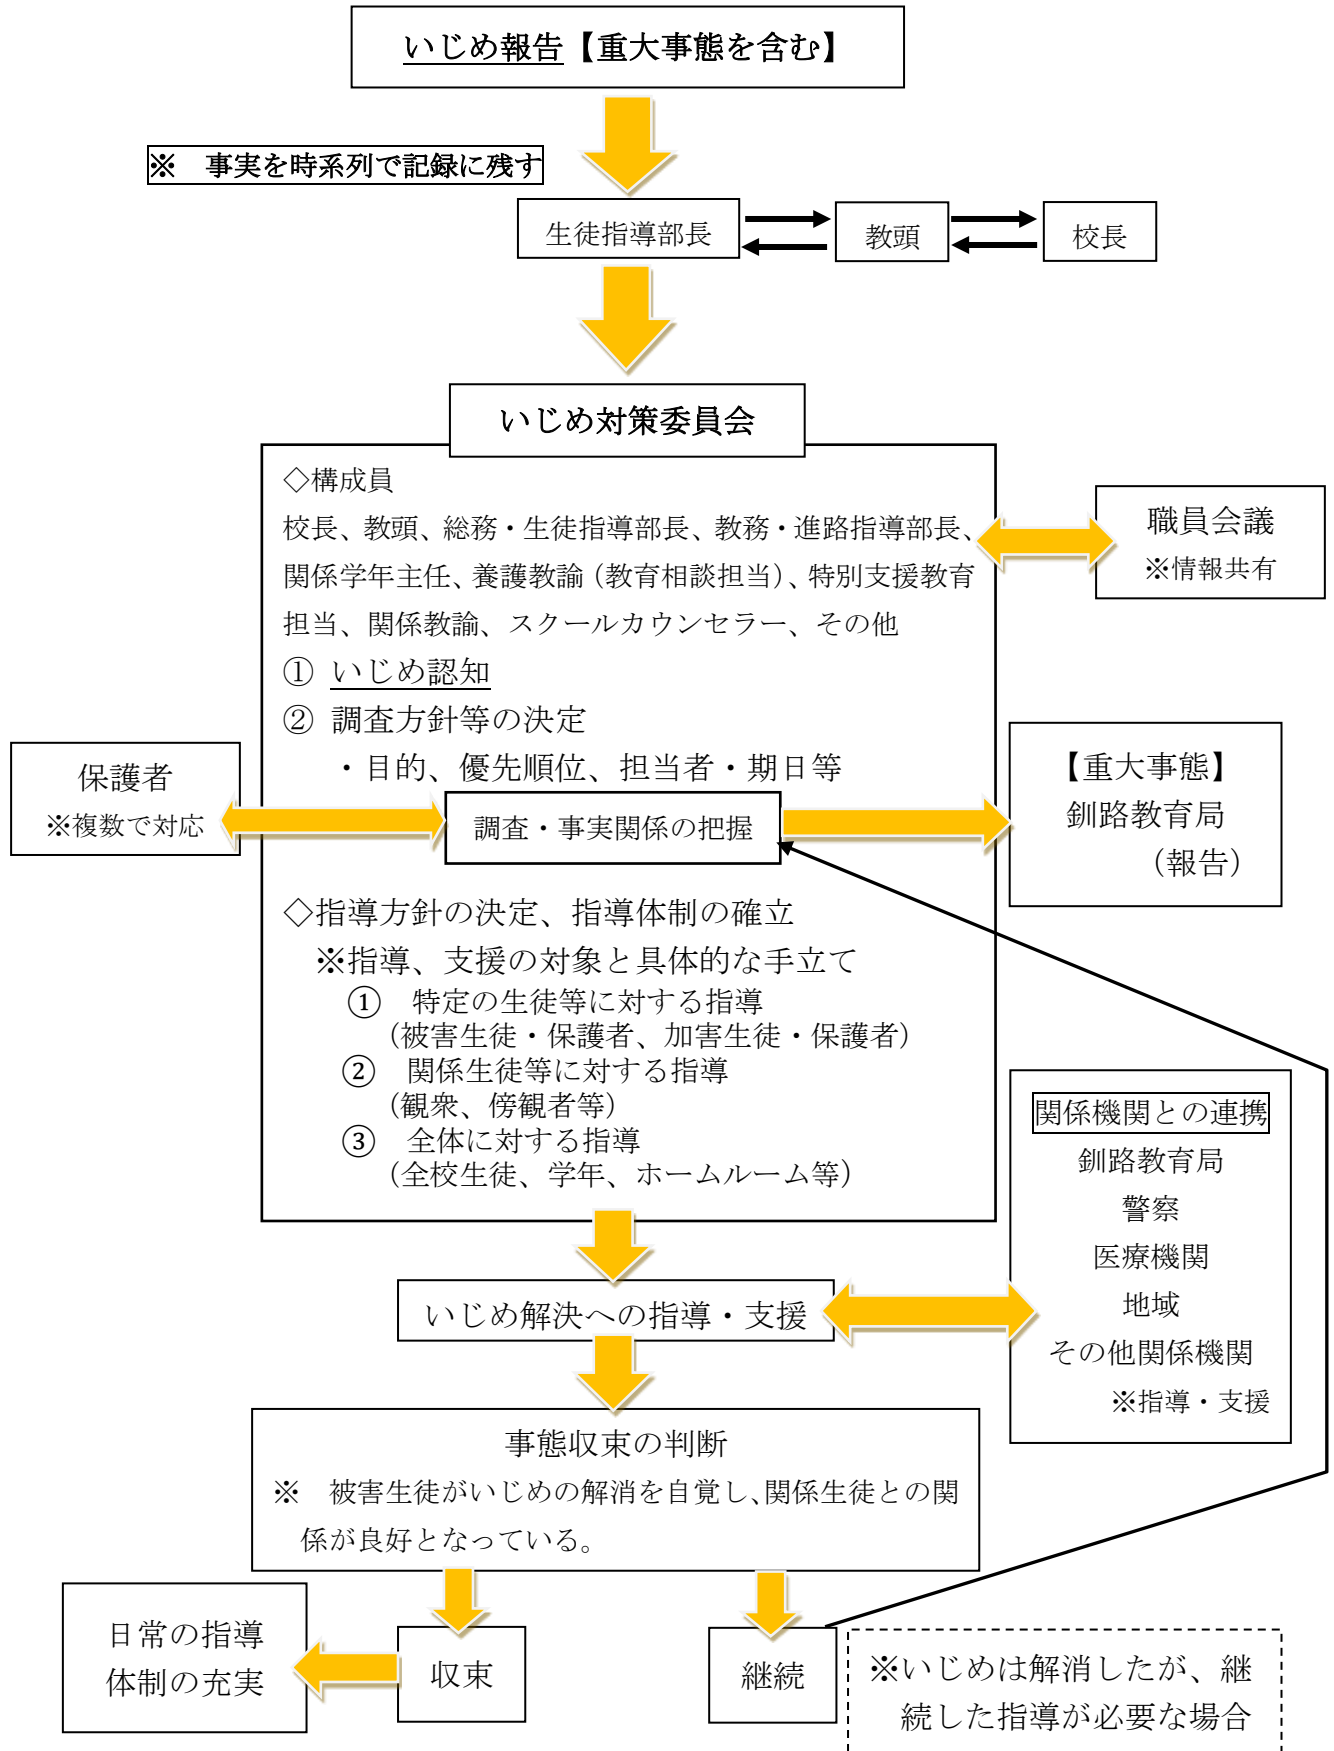 いじめ報告【重大事態を含む】
※　事実を時系列で記録に残す
生徒指導部長
教頭
校長
いじめ対策委員会
◇構成員
校長、教頭、総務・生徒指導部長、教務・進路指導部長、
関係学年主任、養護教諭（教育相談担当）、特別支援教育
担当、関係教諭、スクールカウンセラー、その他
① いじめ認知
② 調査方針等の決定
・目的、優先順位、担当者・期日等
調査・事実関係の把握
職員会議
※情報共有
保護者
※複数で対応
【重大事態】
釧路教育局
（報告）
◇指導方針の決定、指導体制の確立
※指導、支援の対象と具体的な手立て
①　特定の生徒等に対する指導
（被害生徒・保護者、加害生徒・保護者）
②　関係生徒等に対する指導
（観衆、傍観者等）
③　全体に対する指導
（全校生徒、学年、ホームルーム等）
関係機関との連携
釧路教育局
警察
医療機関
地域
その他関係機関
※指導・支援
いじめ解決への指導・支援
事態収束の判断
※　被害生徒がいじめの解消を自覚し、関係生徒との関
係が良好となっている。
日常の指導
体制の充実
収束
継続
※いじめは解消したが、継
続した指導が必要な場合